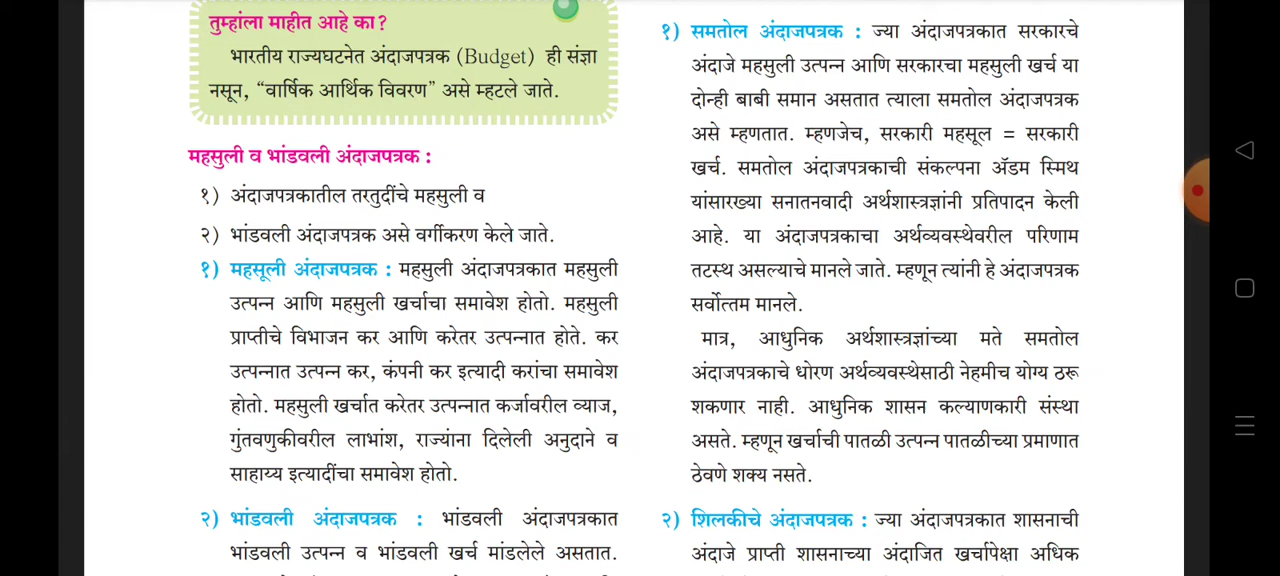 तुम्हांला माहीत आहे का?
भारतीय राज्यघटनेत अंदाजपत्रक (Budget) ही संज्ञा
नसून, “वार्षिक आर्थिक विवरण” असे म्हटले जाते.
महसुली व भांडवली अंदाजपत्रक :
१) अंदाजपत्रकातील तरतुदींचे महसुली व
२) भांडवली अंदाजपत्रक असे वर्गीकरण केले जाते.
१) महसूली अंदाजपत्रक : महसुली अंदाजपत्रकात महसुली
उत्पन्न आणि महसुली खर्चाचा समावेश होतो. महसुली
प्राप्तीचे विभाजन कर आणि करेतर उत्पन्नात होते. कर
उत्पन्नात उत्पन्न कर, कंपनी कर इत्यादी करांचा समावेश
होतो. महसुली खर्चात करेतर उत्पन्नात कर्जावरील व्याज,
गुंतवणुकीवरील लाभांश, राज्यांना दिलेली अनुदाने व
साहाय्य इत्यादींचा समावेश होतो.
२) भांडवली अंदाजपत्रक : भांडवली अंदाजपत्रकात
भांडवली उत्पन्न व भांडवली खर्च मांडलेले असतात.
१) समतोल अंदाजपत्रक : ज्या अंदाजपत्रकात सरकारचे
अंदाजे महसुली उत्पन्न आणि सरकारचा महसुली खर्च या
दोन्ही बाबी समान असतात त्याला समतोल अंदाजपत्रक
असे म्हणतात. म्हणजेच, सरकारी महसूल = सरकारी
खर्च. समतोल अंदाजपत्रकाची संकल्पना ॲडम स्मिथ
यांसारख्या सनातनवादी अर्थशास्त्रज्ञांनी प्रतिपादन केली
आहे. या अंदाजपत्रकाचा अर्थव्यवस्थेवरील परिणाम
तटस्थ असल्याचे मानले जाते. म्हणून त्यांनी हे अंदाजपत्रक
सर्वोत्तम मानले.
मात्र, आधुनिक अर्थशास्त्रज्ञांच्या मते समतोल
अंदाजपत्रकाचे धोरण अर्थव्यवस्थेसाठी नेहमीच योग्य ठरू
शकणार नाही. आधुनिक शासन कल्याणकारी संस्था
असते. म्हणून खर्चाची पातळी उत्पन्न पातळीच्या प्रमाणात
ठेवणे शक्य नसते.
२) शिलकीचे अंदाजपत्रक : ज्या अंदाजपत्रकात शासनाची
अंदाजे प्राप्ती शासनाच्या अंदाजित खर्चापेक्षा अधिक